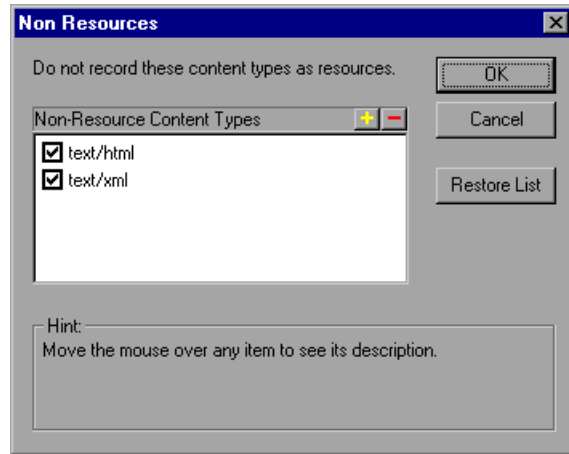 Non Resources
Do not record these content types as resources.
OK
Non-Resource Content Types
Cancel
text/html
text/xml
Restore List
Hint:
Move the mouse over any item to see its description.